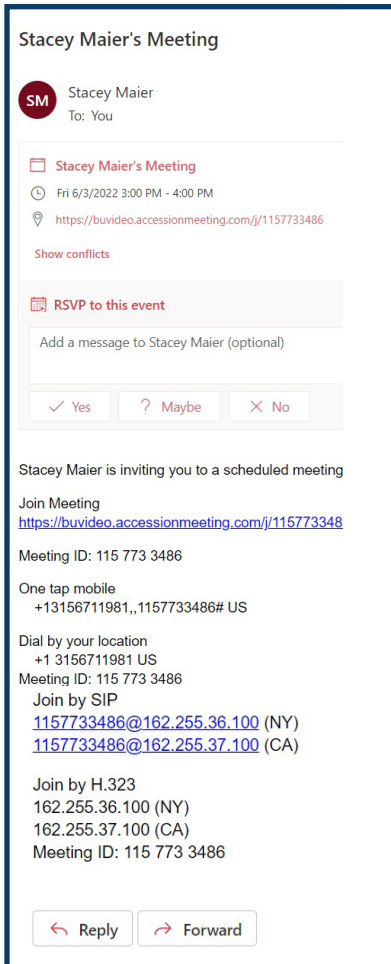 Stacey Maier's Meeting
SM
Stacey Maier
To: You
Stacey Maier's Meeting
Fri 6/3/2022 3:00 PM - 4:00 PM
https://buvideo.accessionmeeting.com/j/1157733486
Show conflicts
RSVP to this event
Add a message to Stacey Maier (optional)
Yes ? Maybe No
Stacey Maier is inviting you to a scheduled meeting
Join Meeting
https://buvideo.accessionmeeting.com/j/115773348
Meeting ID: 115 773 3486
One tap mobile
+13156711981,,1157733486# US
Dial by your location
+1 3156711981 US
Meeting ID: 115 773 3486
Join by SIP
1157733486@162.255.36.100 (NY)
1157733486@162.255.37.100 (CA)
Join by H.323
162.255.36.100 (NY)
162.255.37.100 (CA)
Meeting ID: 115 773 3486
Reply Forward